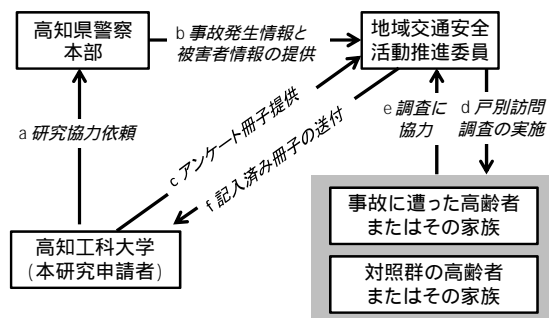 高知県警察
本部
b 事故発生情報と
被害者情報の提供
地域交通安全
活動推進委員
a 研究協力依頼
c アンケート冊子提供
f 記入済み冊子の送付
e 調査に
協力
d 戸別訪問
調査の実施
高知工科大学
(本研究申請者)
事故に遭った高齢者
またはその家族
対照群の高齢者
またはその家族